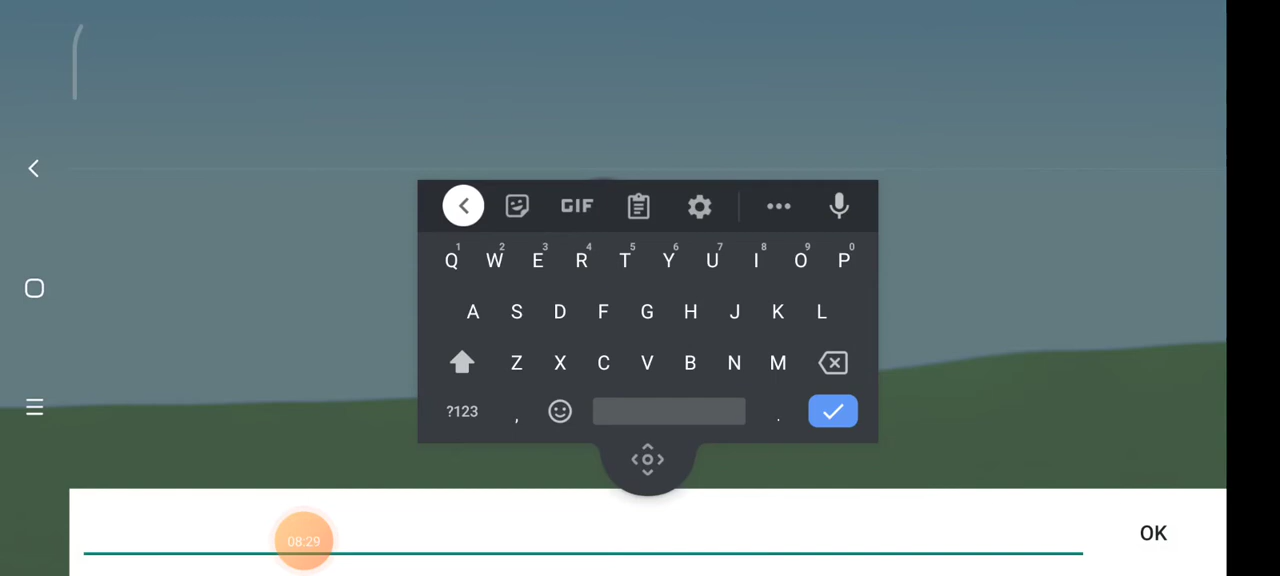 GIF
1 2 3 4 5 6 7 8 9 0
Q W E R T Y U I O P
A S D F G H J K L
Z X C V B N M
?123 , .
OK
08:29